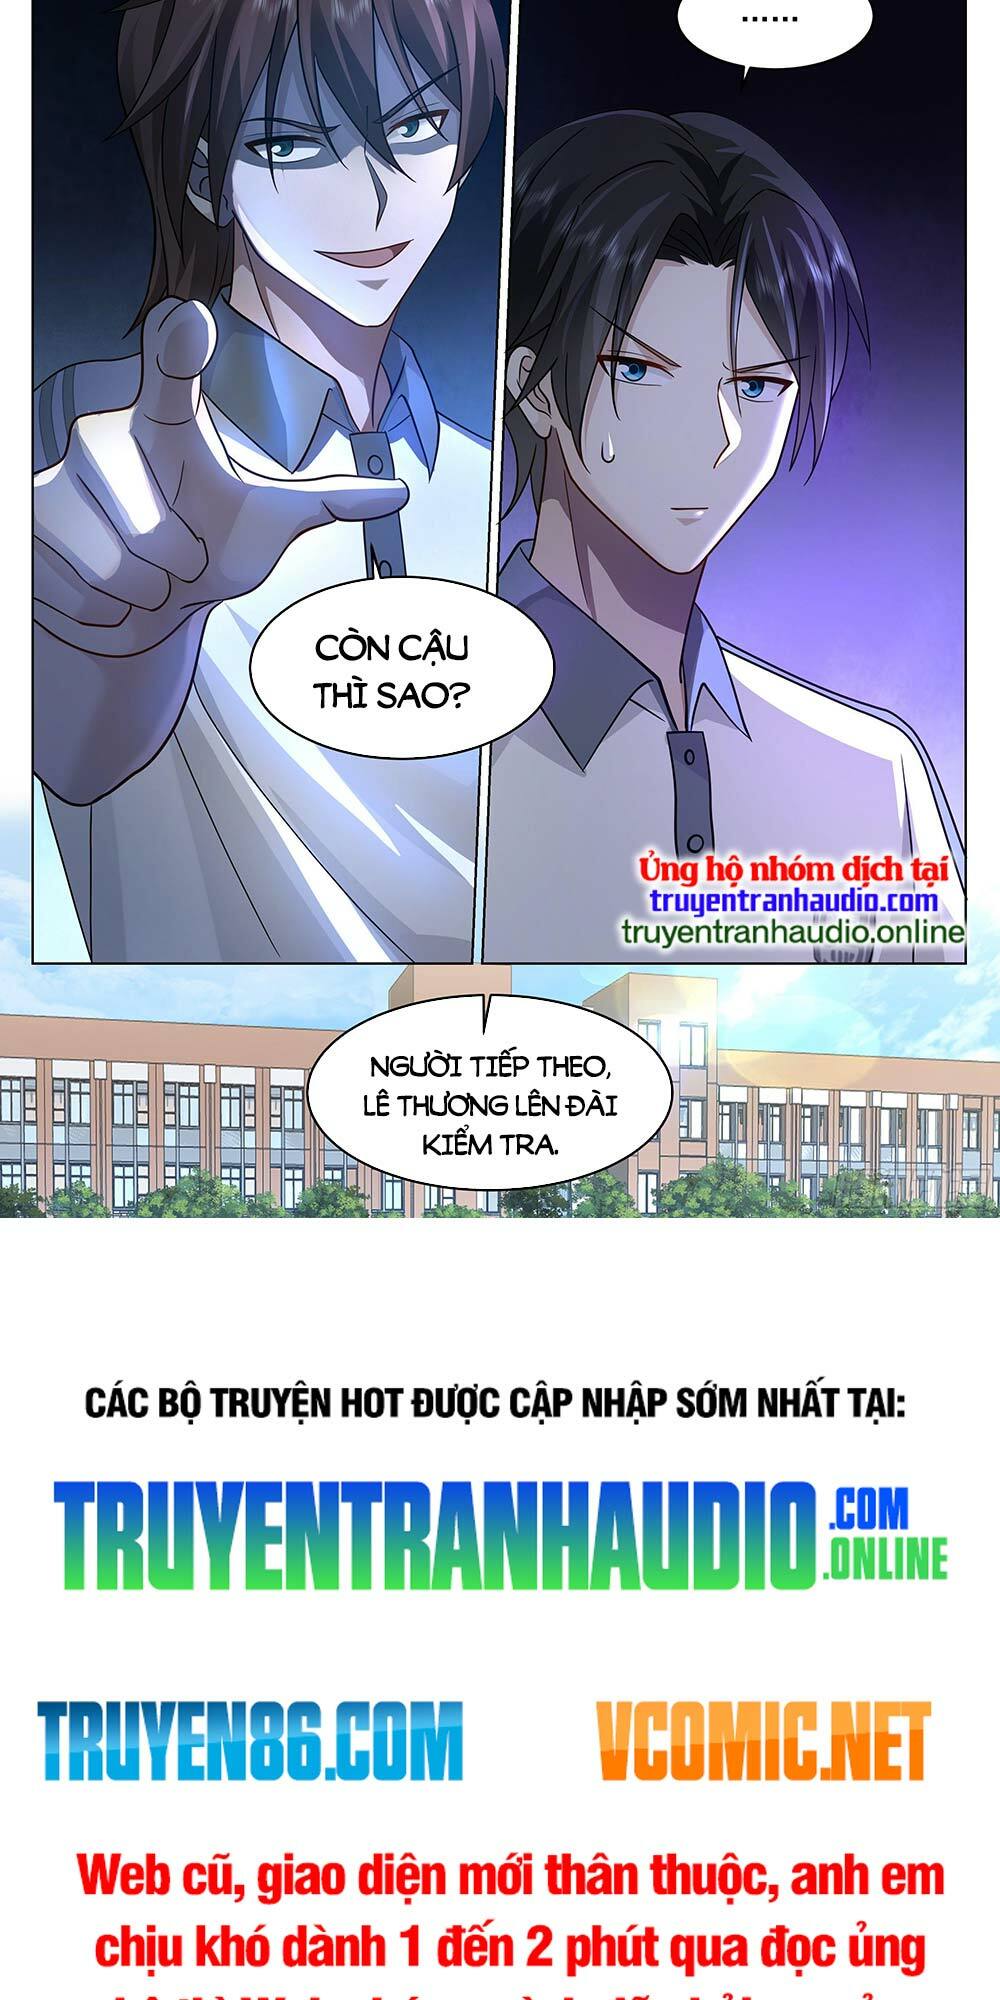 ......
CÒN CẬU
THÌ SAO?
Ủng hộ nhóm dịch tại
truyentranhaudio.com
truyentranhaudio.online
NGƯỜI TIẾP THEO,
LÊ THƯƠNG LÊN ĐÀI
KIỂM TRA.
CÁC BỘ TRUYỆN HOT ĐƯỢC CẬP NHẬP SỚM NHẤT TẠI:
TRUYENTRANHAUDIO.COM
.ONLINE
TRUYEN86.COM
VCOMIC.NET
Web cũ, giao diện mới thân thuộc, anh em
chịu khó dành 1 đến 2 phút qua đọc ủng